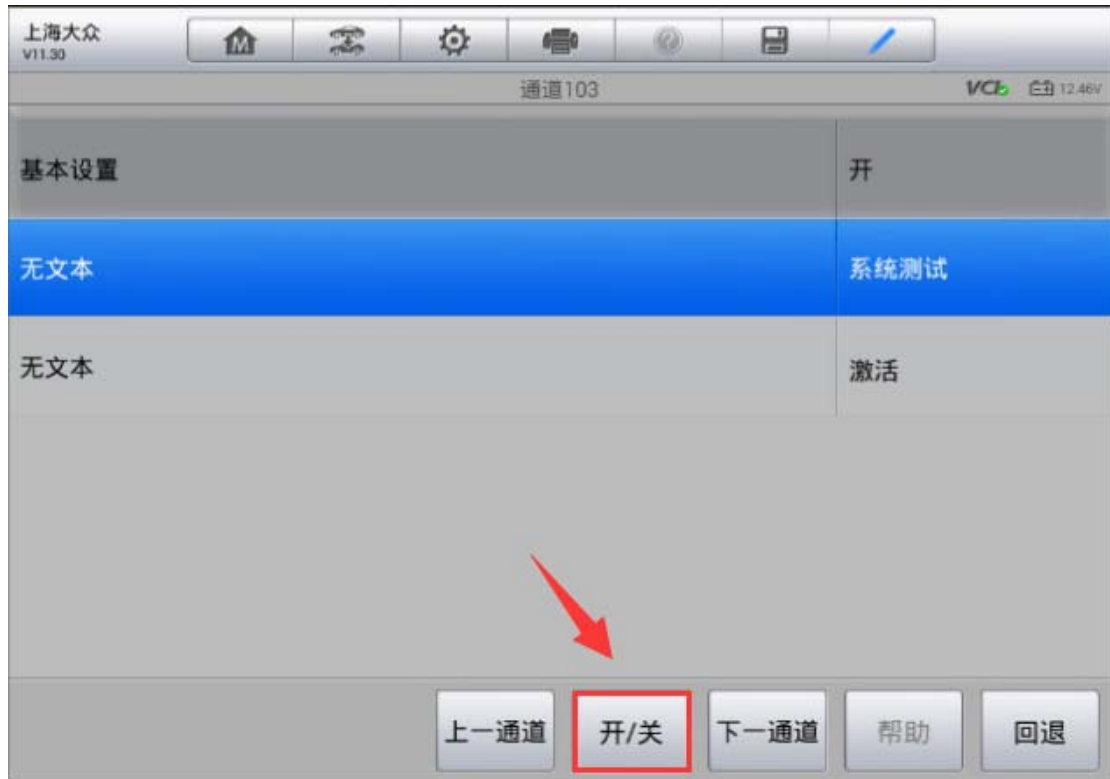 上海大众
V11.30
M
通道103
VCI
12.46V
基本设置 开
无文本 系统测试
无文本 激活
上一通道 开/关 下一通道 帮助 回退